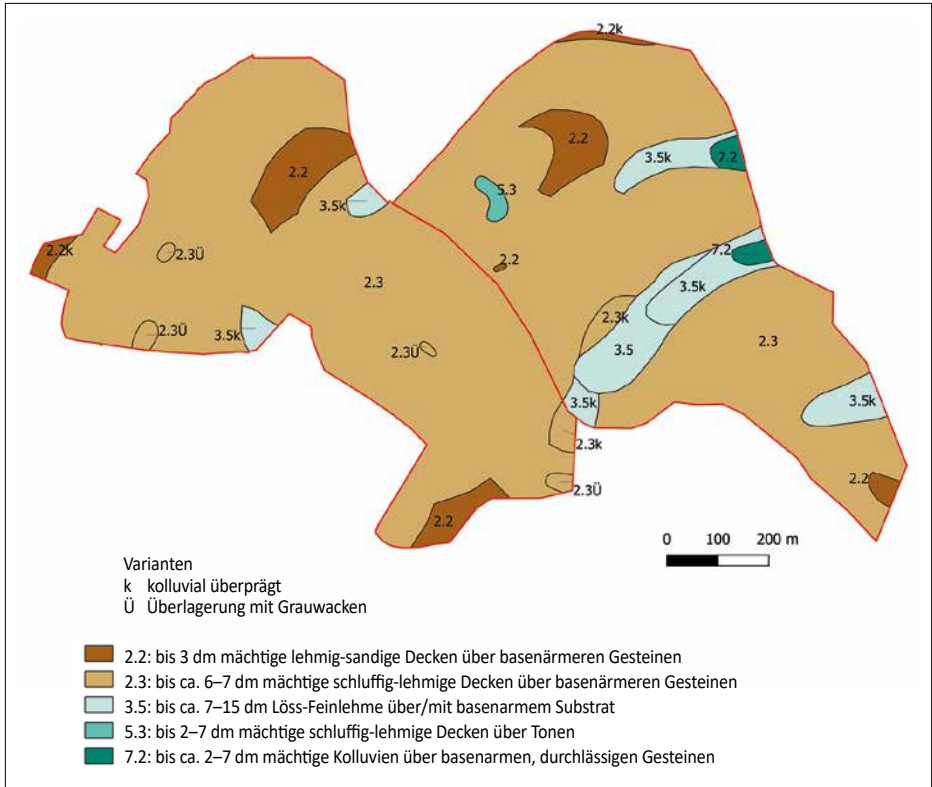 2.2k
2.2
3.5k
7.2
2.2
5.3
3.5k
2.2k
2.3Ü
7.2
2.2
2.3
3.5k
2.3k
2.3Ü
3.5k
2.3
2.3Ü
3.5
3.5k
3.5k
2.3k
2.2
2.3Ü
2.2
0 100 200 m
Varianten
k kolluvial überprägt
Ü Überlagerung mit Grauwacken
2.2: bis 3 dm mächtige lehmig-sandige Decken über basenärmeren Gesteinen
2.3: bis ca. 6–7 dm mächtige schluffig-lehmige Decken über basenärmeren Gesteinen
3.5: bis ca. 7–15 dm Löss-Feinlehme über/mit basenarmem Substrat
5.3: bis 2–7 dm mächtige schluffig-lehmige Decken über Tonen
7.2: bis ca. 2–7 dm mächtige Kolluvien über basenarmen, durchlässigen Gesteinen